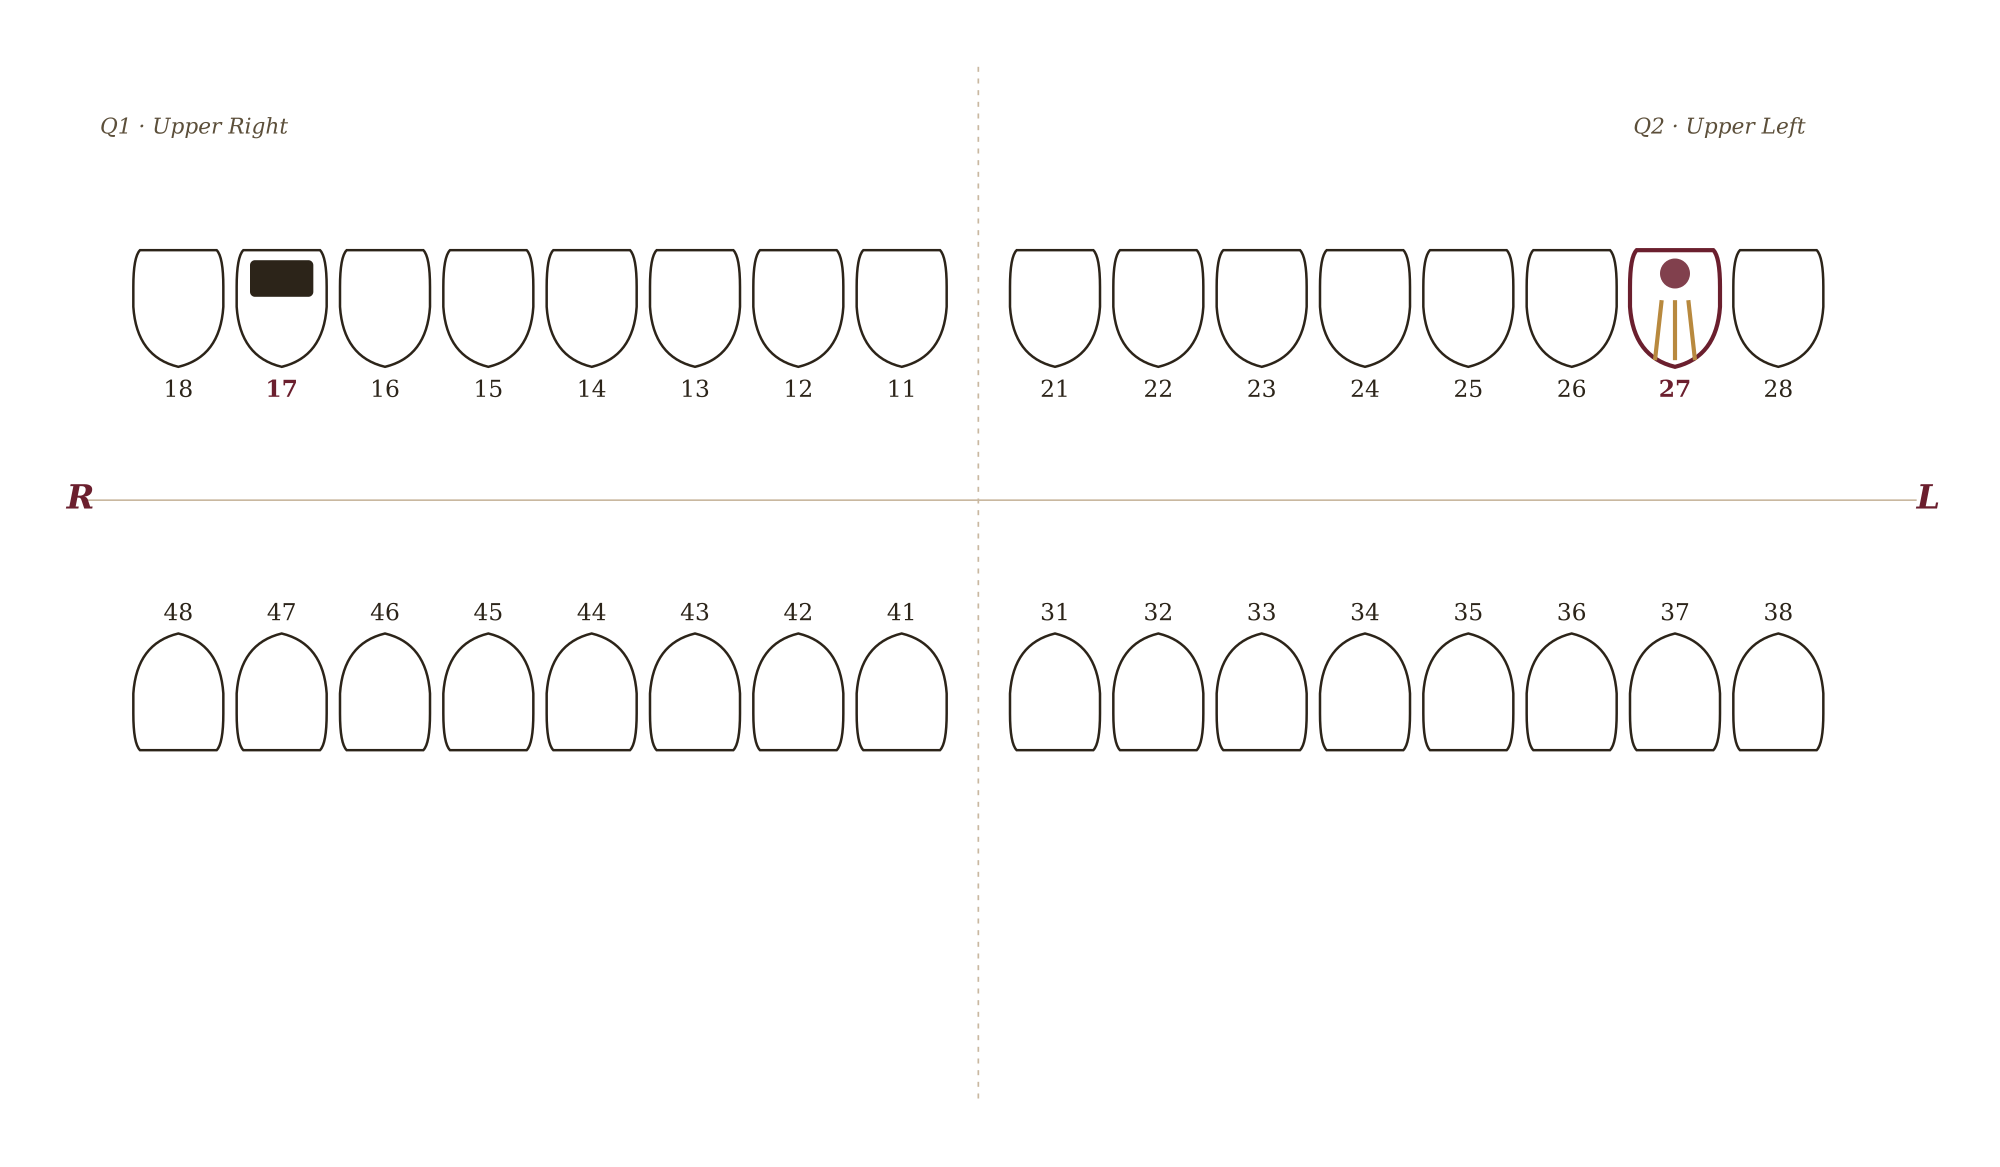 Q1 · Upper Right
Q2 · Upper Left
18 17 16 15 14 13 12 11 21 22 23 24 25 26 27 28
R L
48 47 46 45 44 43 42 41 31 32 33 34 35 36 37 38